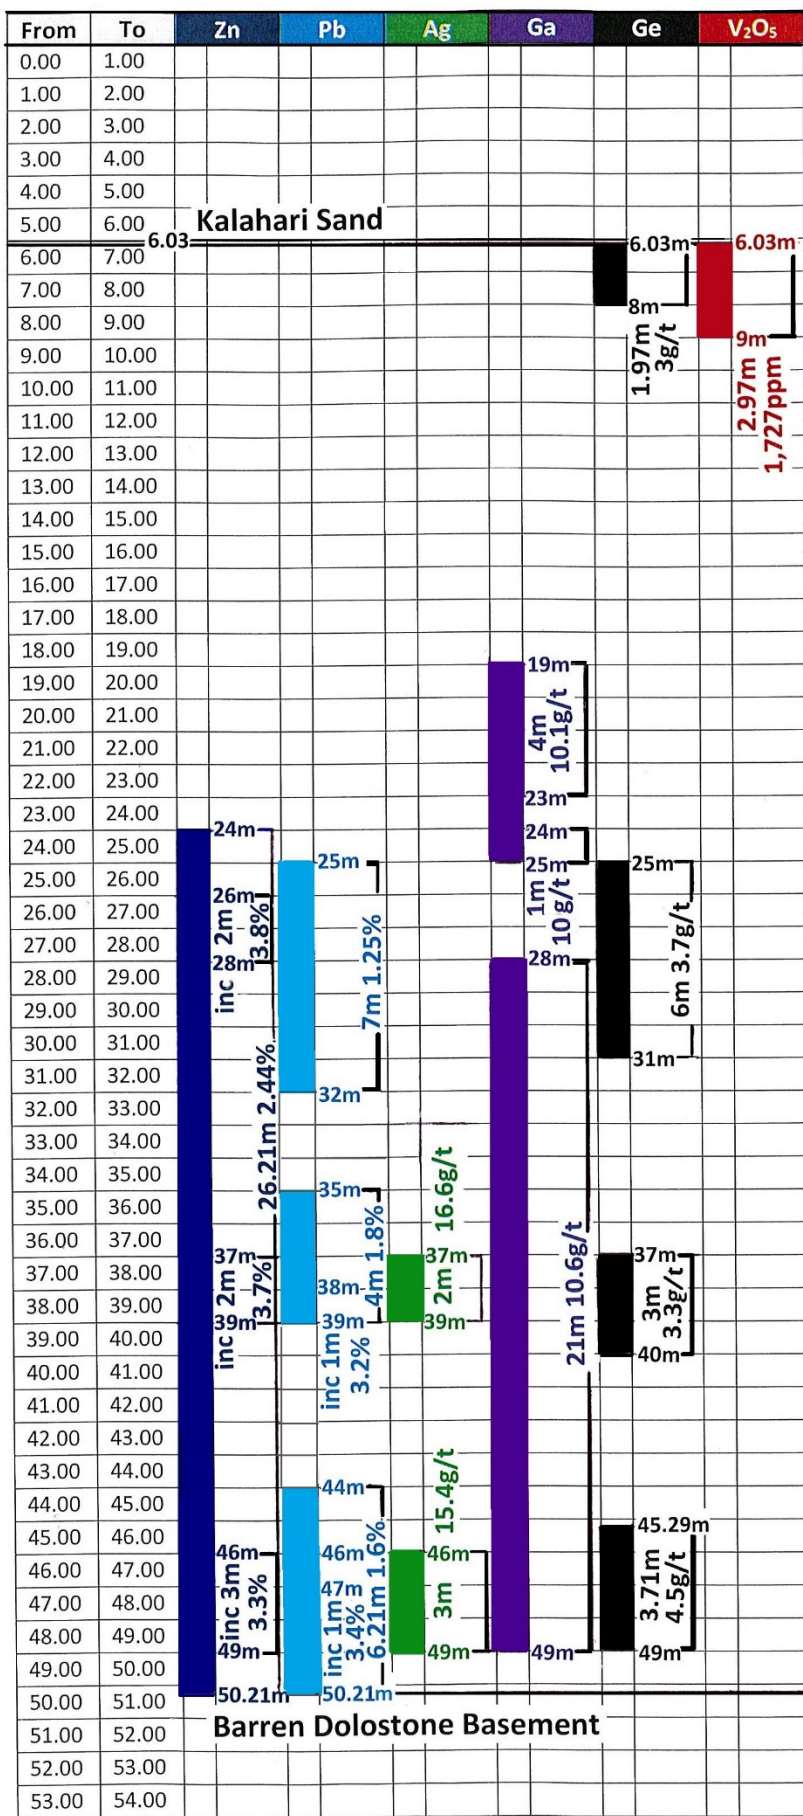 From To Zn Pb Ag Ga Ge V₂O₅
0.00 1.00
1.00 2.00
2.00 3.00
3.00 4.00
4.00 5.00
5.00 6.00 Kalahari Sand
6.03
6.00 7.00 6.03m 6.03m
7.00 8.00
8m
8.00 9.00
9m
9.00 10.00
1.97m
3g/t
2.97m
1,727ppm
10.00 11.00
11.00 12.00
12.00 13.00
13.00 14.00
14.00 15.00
15.00 16.00
16.00 17.00
17.00 18.00
18.00 19.00
19m
19.00 20.00
20.00 21.00
4m
10.1g/t
21.00 22.00
22.00 23.00
23m
23.00 24.00
24m 24m
24.00 25.00
25m 25m 25m
25.00 26.00
26m
26.00 27.00
inc 2m
3.8%
7m 1.25%
1m
10 g/t
6m 3.7g/t
27.00 28.00
28m 28m
28.00 29.00
29.00 30.00
30.00 31.00
31m
31.00 32.00
32m
32.00 33.00
26.21m 2.44%
33.00 34.00
34.00 35.00
16.6g/t
35m
35.00 36.00
36.00 37.00
37m 37m 37m
37.00 38.00
inc 2m
3.7%
4m 1.8%
38m
2m
3m
3.3g/t
38.00 39.00
39m 39m 39m
39.00 40.00
21m 10.6g/t
40m
inc 1m
3.2%
40.00 41.00
41.00 42.00
42.00 43.00
43.00 44.00
15.4g/t
44m
44.00 45.00
45.29m
45.00 46.00
46m 46m 46m
46.00 47.00
inc 3m
3.3%
47m
inc 1m
3.4%
6.21m 1.6%
3m
3.71m
4.5g/t
47.00 48.00
48.00 49.00
49m 49m 49m 49m
49.00 50.00
50.21m 50.21m
50.00 51.00
Barren Dolostone Basement
51.00 52.00
52.00 53.00
53.00 54.00